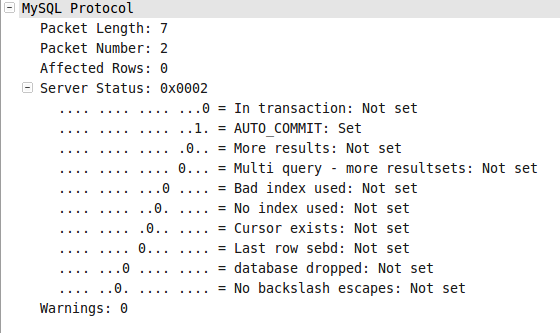 MySQL Protocol
Packet Length: 7
Packet Number: 2
Affected Rows: 0
Server Status: 0x0002
.... .... .... ...0 = In transaction: Not set
.... .... .... ..1. = AUTO_COMMIT: Set
.... .... .... .0.. = More results: Not set
.... .... .... 0... = Multi query - more resultsets: Not set
.... .... ...0 .... = Bad index used: Not set
.... .... ..0. .... = No index used: Not set
.... .... .0.. .... = Cursor exists: Not set
.... .... 0... .... = Last row sebd: Not set
.... ...0 .... .... = database dropped: Not set
.... ..0. .... .... = No backslash escapes: Not set
Warnings: 0